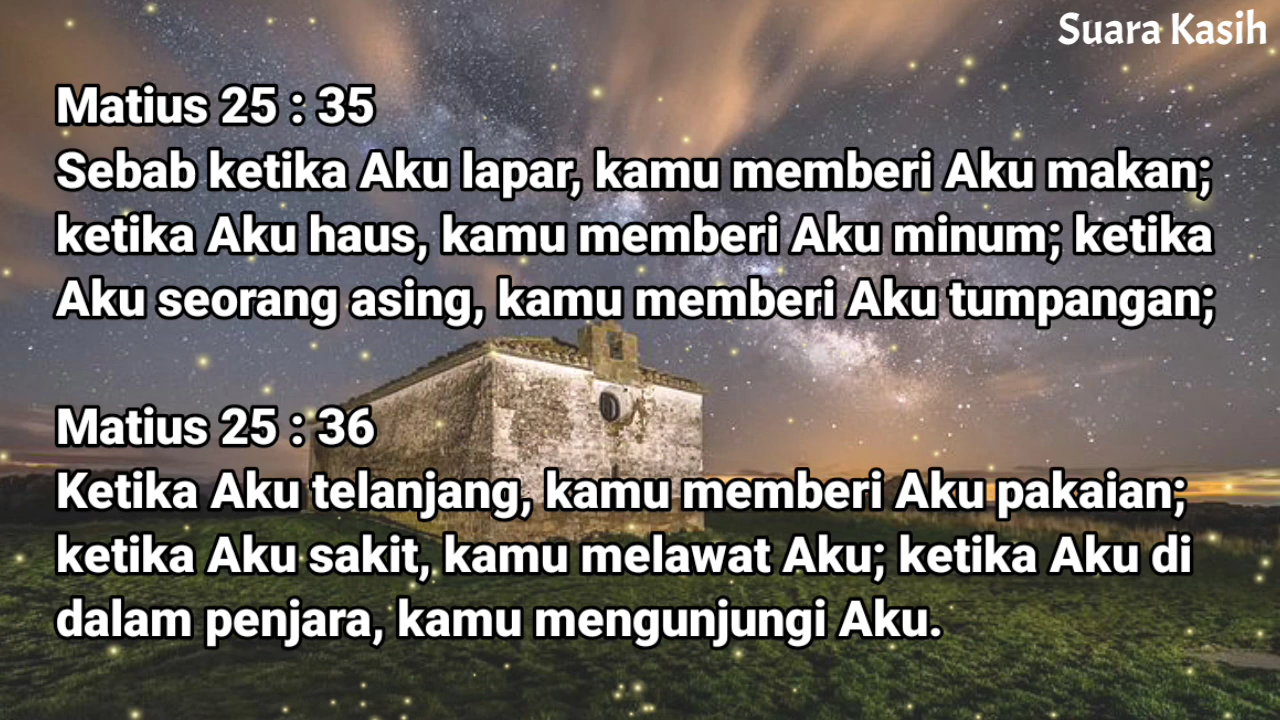 Suara Kasih
Matius 25 : 35
Sebab ketika Aku lapar, kamu memberi Aku makan;
ketika Aku haus, kamu memberi Aku minum; ketika
Aku seorang asing, kamu memberi Aku tumpangan;
Matius 25 : 36
Ketika Aku telanjang, kamu memberi Aku pakaian;
ketika Aku sakit, kamu melawat Aku; ketika Aku di
dalam penjara, kamu mengunjungi Aku.